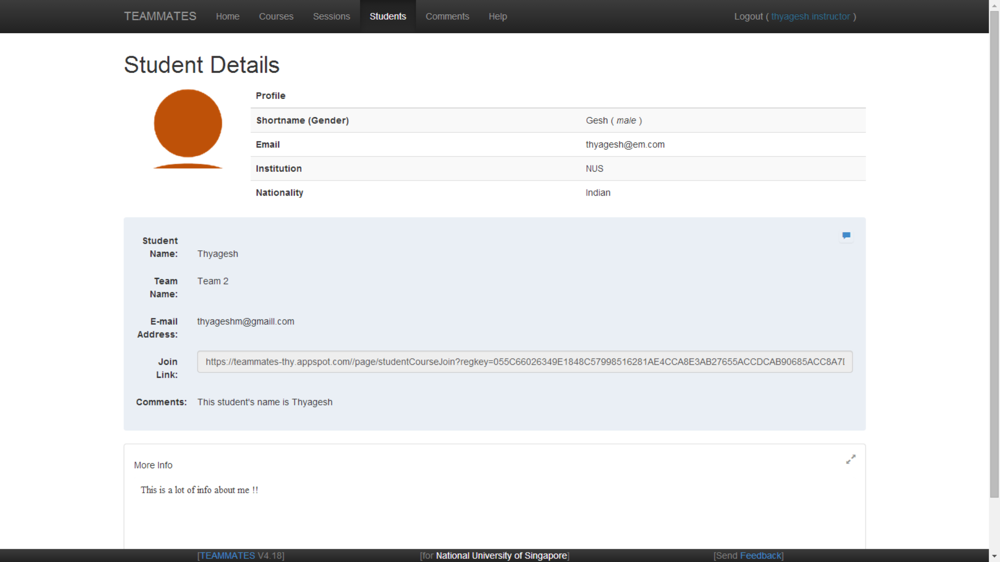 TEAMMATES Home Courses Sessions Students Comments Help Logout ( thyagesh.instructor )
Student Details
Profile
Shortname (Gender) Gesh ( male )
Email thyagesh@em.com
Institution NUS
Nationality Indian
Student
Name: Thyagesh
Team Team 2
Name:
E-mail thyageshm@gmaill.com
Address:
Join https://teammates-thy.appspot.com//page/studentCourseJoin?regkey=055C66026349E1848C57998516281AE4CCA8E3AB27655ACCDCAB90685ACC8A7
Link:
Comments: This student's name is Thyagesh
More Info
This is a lot of info about me !!
[TEAMMATES V4.18] [for National University of Singapore] [Send Feedback]